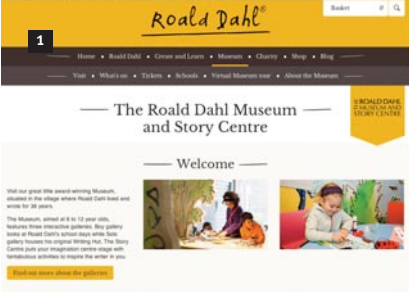 Roald Dahl®
Basket 0
1
Home • Roald Dahl • Create and Learn • Museum • Charity • Shop • Blog
Visit • What's on • Tickets • Schools • Virtual Museum tour • About the Museum
ROALD DAHL
MUSEUM AND
STORY CENTRE
The Roald Dahl Museum
and Story Centre
Welcome
Visit our great little award-winning Museum,
situated in the village where Roald Dahl lived and
wrote for 36 years.
The Museum, aimed at 6 to 12 year olds,
features three interactive galleries. Boy gallery
looks at Roald Dahl's school days while Solo
gallery houses his original Writing Hut. The Story
Centre puts your imagination centre-stage with
fantabulous activities to inspire the writer in you.
Find out more about the galleries